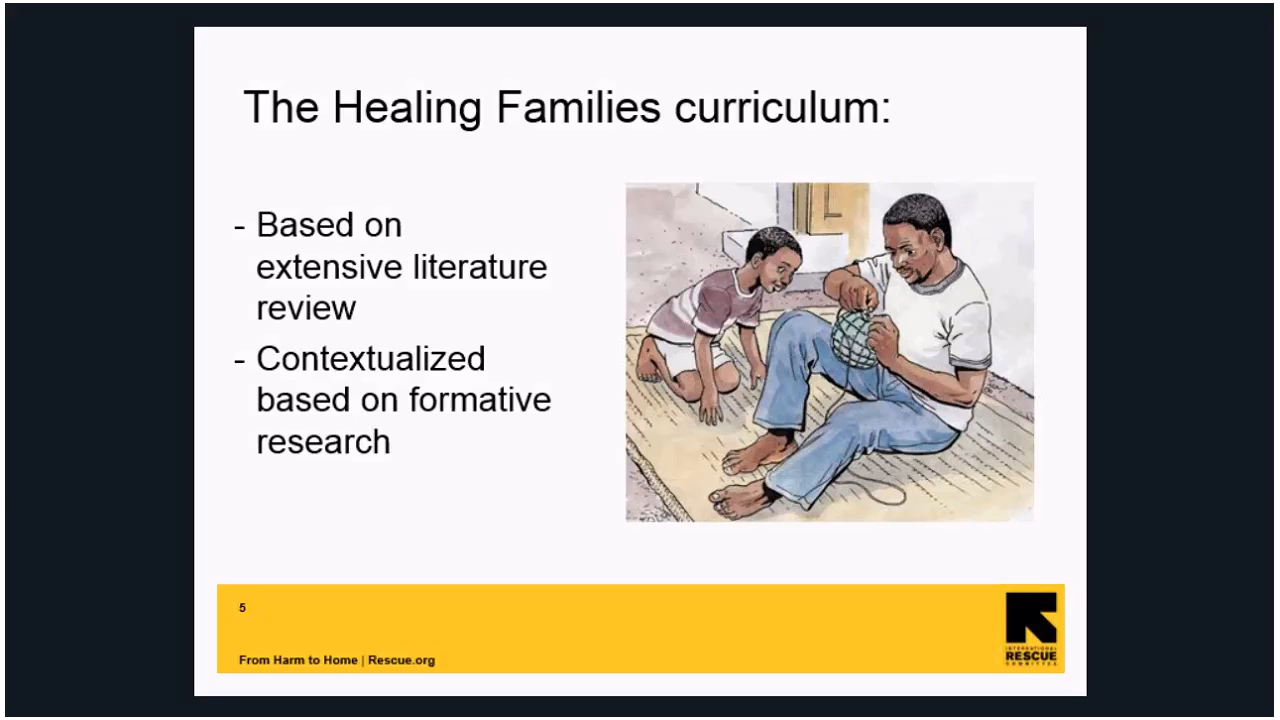 The Healing Families curriculum:
- Based on
extensive literature
review
- Contextualized
based on formative
research
5
From Harm to Home | Rescue.org
INTERNATIONAL
RESCUE
COMMITTEE